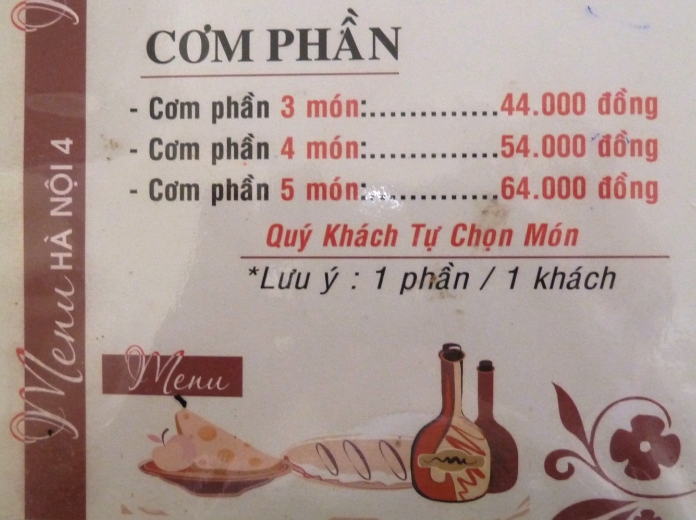 CƠM PHẦN
- Cơm phần 3 món:..............44.000 đồng
- Cơm phần 4 món:..............54.000 đồng
- Cơm phần 5 món:..............64.000 đồng
Quý Khách Tự Chọn Món
*Lưu ý : 1 phần / 1 khách
Menu HÀ NỘI 4
Menu